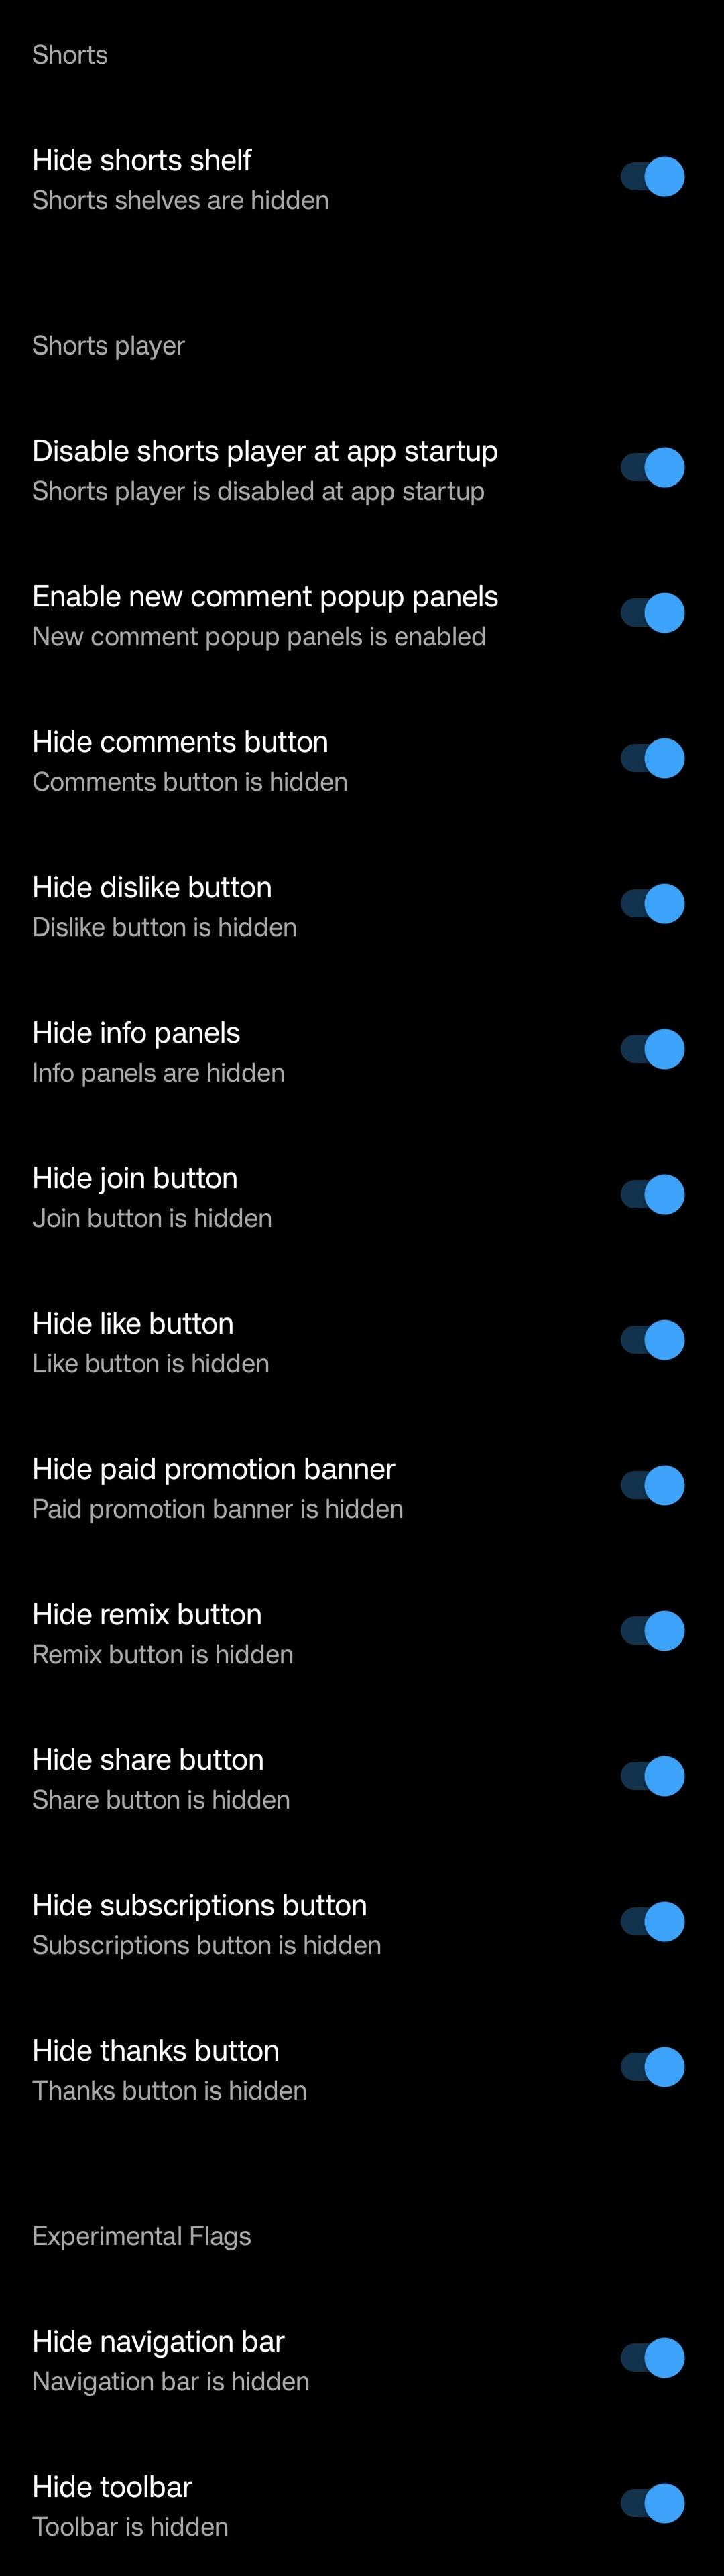 Shorts
Hide shorts shelf
Shorts shelves are hidden
Shorts player
Disable shorts player at app startup
Shorts player is disabled at app startup
Enable new comment popup panels
New comment popup panels is enabled
Hide comments button
Comments button is hidden
Hide dislike button
Dislike button is hidden
Hide info panels
Info panels are hidden
Hide join button
Join button is hidden
Hide like button
Like button is hidden
Hide paid promotion banner
Paid promotion banner is hidden
Hide remix button
Remix button is hidden
Hide share button
Share button is hidden
Hide subscriptions button
Subscriptions button is hidden
Hide thanks button
Thanks button is hidden
Experimental Flags
Hide navigation bar
Navigation bar is hidden
Hide toolbar
Toolbar is hidden